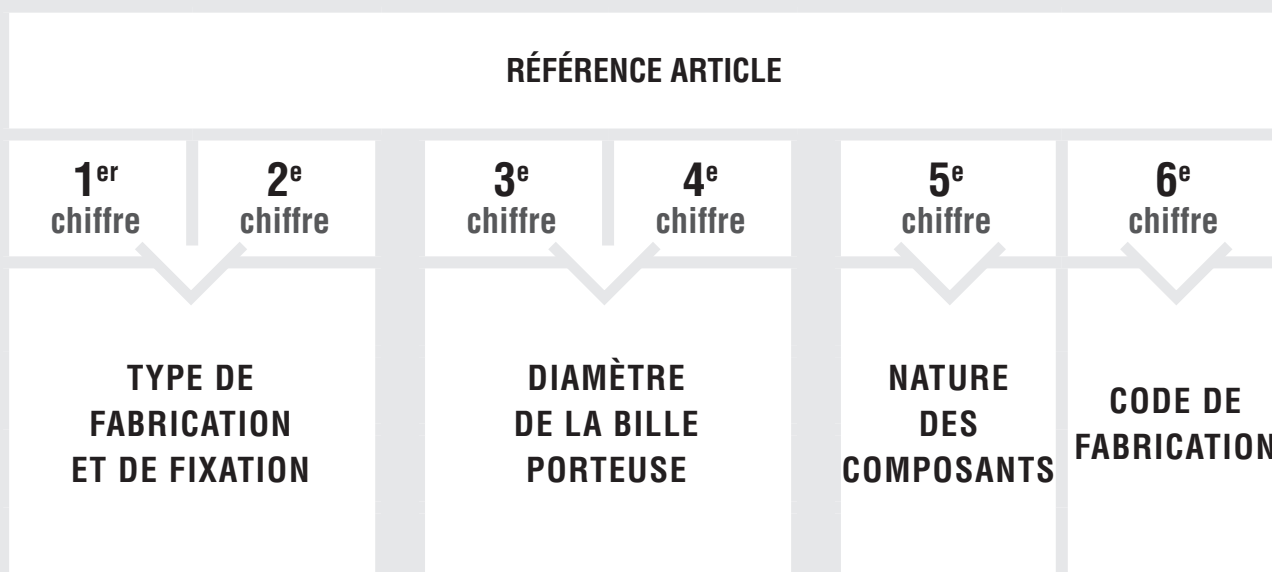 RÉFÉRENCE ARTICLE
1er
chiffre
2e
chiffre
3e
chiffre
4e
chiffre
5e
chiffre
6e
chiffre
TYPE DE
FABRICATION
ET DE FIXATION
DIAMÈTRE
DE LA BILLE
PORTEUSE
NATURE
DES
COMPOSANTS
CODE DE
FABRICATION